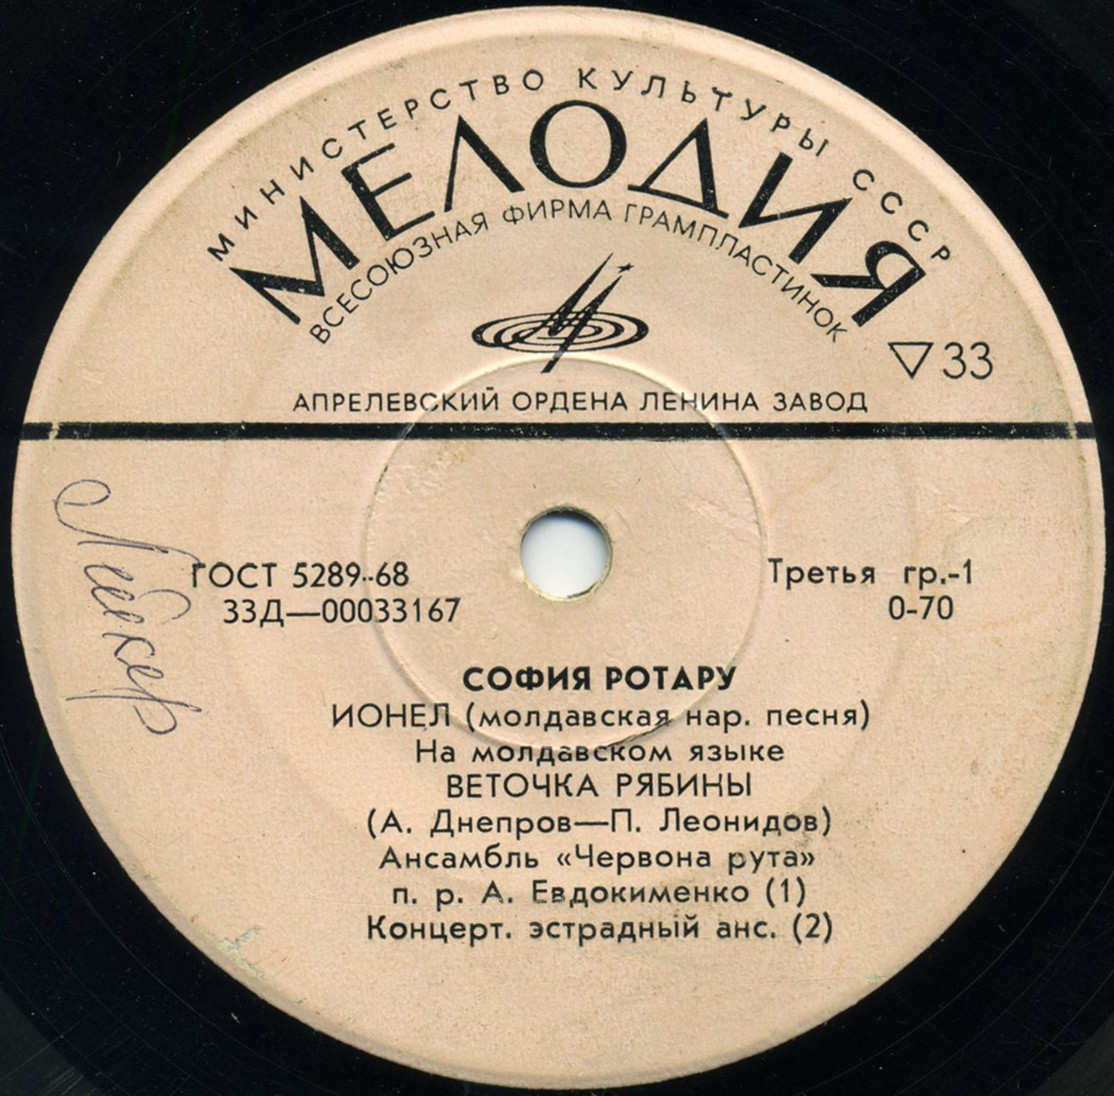 МИНИСТЕРСТВО КУЛЬТУРЫ СССР
МЕЛОДИЯ
ВСЕСОЮЗНАЯ ФИРМА ГРАМПЛАСТИНОК
▽33
АПРЕЛЕВСКИЙ ОРДЕНА ЛЕНИНА ЗАВОД
ГОСТ 5289-68
Третья гр.-1
33Д—00033167
0-70
СОФИЯ РОТАРУ
ИОНЕЛ (молдавская нар. песня)
На молдавском языке
ВЕТОЧКА РЯБИНЫ
(А. Днепров—П. Леонидов)
Ансамбль «Червона рута»
п. р. А. Евдокименко (1)
Концерт. эстрадный анс. (2)